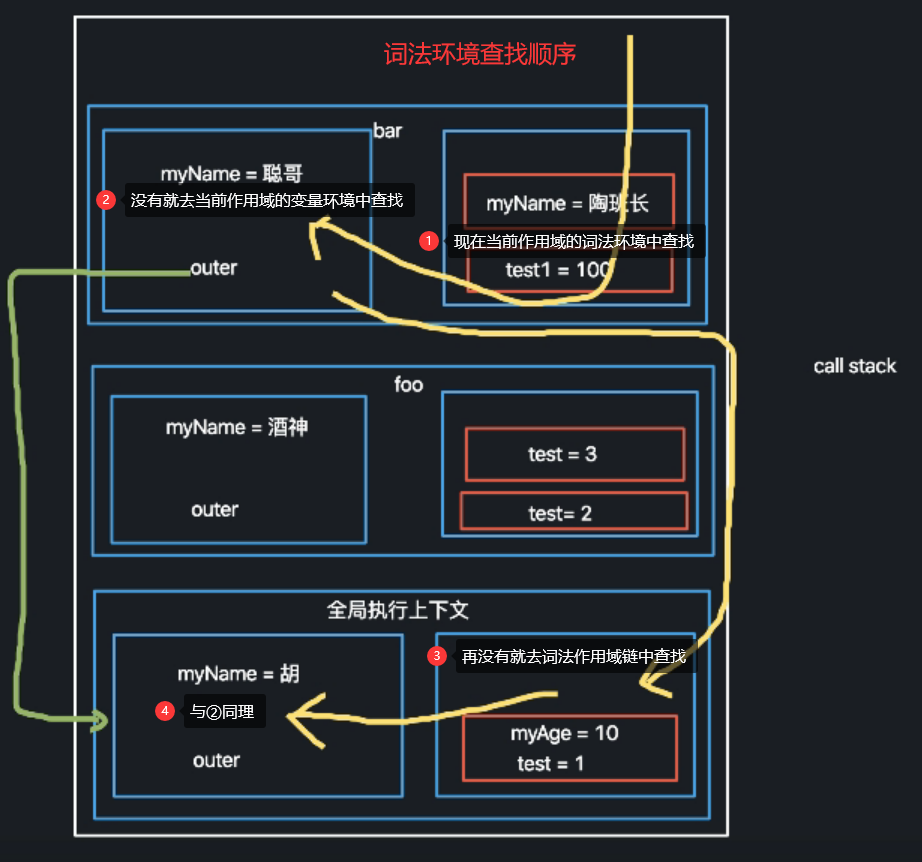 词法环境查找顺序
bar
myName = 聪哥
myName = 陶班长
2 没有就去当前作用域的变量环境中查找
1 现在当前作用域的词法环境中查找
outer
test1 = 100
call stack
foo
myName = 酒神
test = 3
outer
test= 2
全局执行上下文
3 再没有就去词法作用域链中查找
myName = 胡
4 与②同理
myAge = 10
outer
test = 1